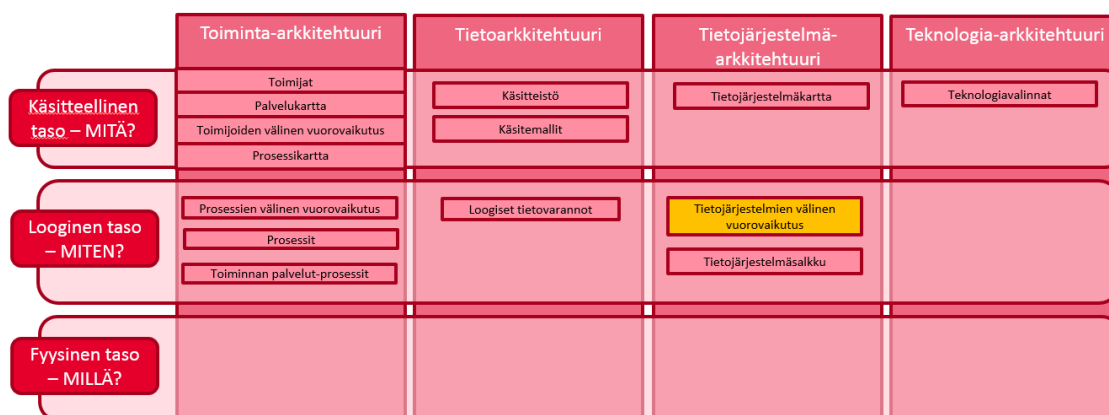 Toiminta-arkkitehtuuri
Tietoarkkitehtuuri
Tietojärjestelmä-
arkkitehtuuri
Teknologia-arkkitehtuuri
Käsitteellinen
taso – MITÄ?
Toimijat
Palvelukartta
Toimijoiden välinen vuorovaikutus
Prosessikartta
Käsitteistö
Käsitemallit
Tietojärjestelmäkartta
Teknologiavalinnat
Looginen taso
– MITEN?
Prosessien välinen vuorovaikutus
Prosessit
Toiminnan palvelut-prosessit
Loogiset tietovarannot
Tietojärjestelmien välinen
vuorovaikutus
Tietojärjestelmäsalkku
Fyysinen taso
– MILLÄ?